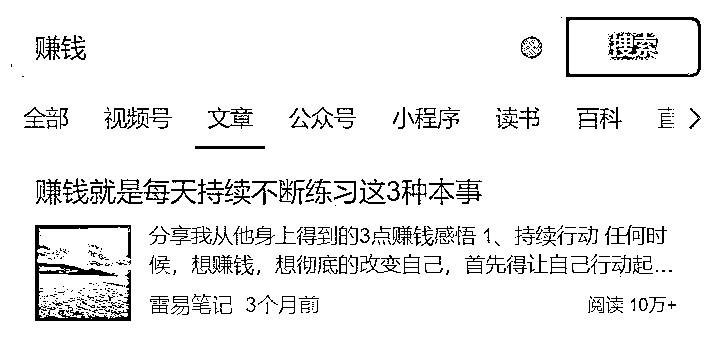 赚钱
搜索
全部 视频号 文章 公众号 小程序 读书 百科
赚钱就是每天持续不断练习这3种本事
分享我从他身上得到的3点赚钱感悟 1、持续行动 任何时
候，想赚钱，想彻底的改变自己，首先得让自己行动起...
雷易笔记 3个月前
阅读 10万+